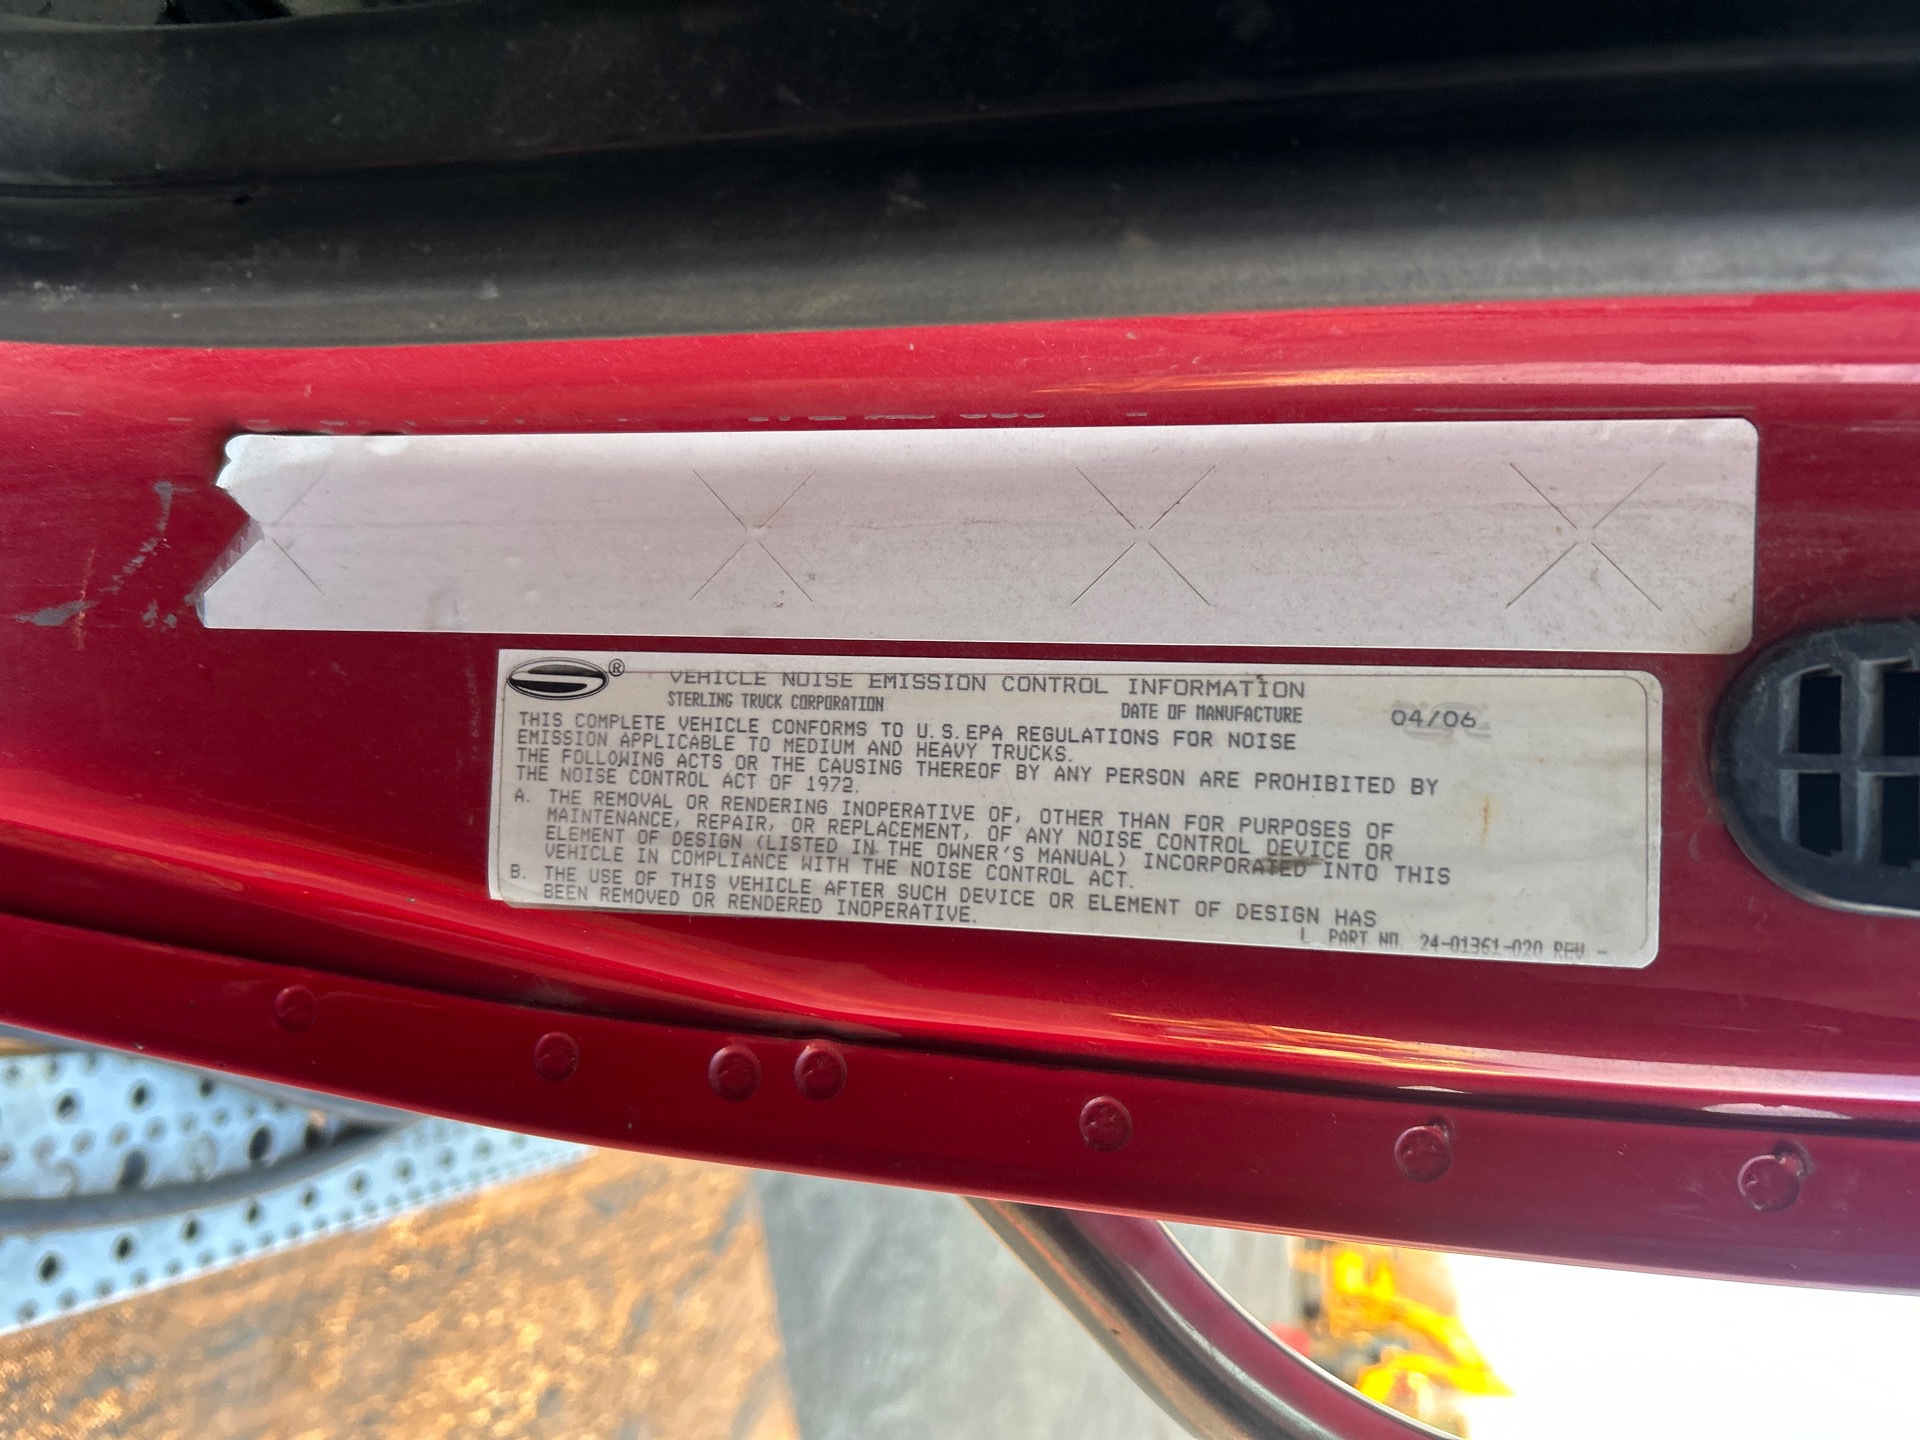 ®
VEHICLE NOISE EMISSION CONTROL INFORMATION
STERLING TRUCK CORPORATION
DATE OF MANUFACTURE 04/06
THIS COMPLETE VEHICLE CONFORMS TO U.S.EPA REGULATIONS FOR NOISE
EMISSION APPLICABLE TO MEDIUM AND HEAVY TRUCKS.
THE FOLLOWING ACTS OR THE CAUSING THEREOF BY ANY PERSON ARE PROHIBITED BY
THE NOISE CONTROL ACT OF 1972.
A. THE REMOVAL OR RENDERING INOPERATIVE OF, OTHER THAN FOR PURPOSES OF
MAINTENANCE, REPAIR, OR REPLACEMENT, OF ANY NOISE CONTROL DEVICE OR
ELEMENT OF DESIGN (LISTED IN THE OWNER'S MANUAL) INCORPORATED INTO THIS
VEHICLE IN COMPLIANCE WITH THE NOISE CONTROL ACT.
B. THE USE OF THIS VEHICLE AFTER SUCH DEVICE OR ELEMENT OF DESIGN HAS
BEEN REMOVED OR RENDERED INOPERATIVE.
L PART NO. 24-01361-020 REV -